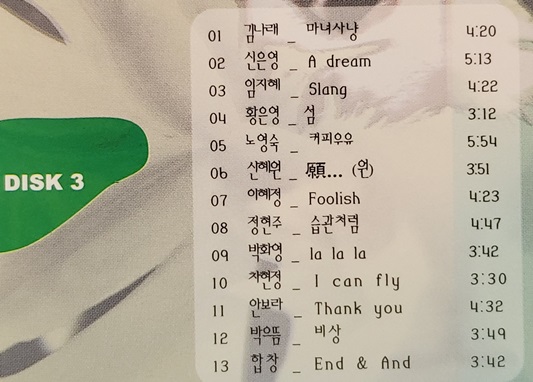 DISK 3
01 김나래 _ 마녀사냥 4:20
02 신은영 _ A dream 5:13
03 임지혜 _ Slang 4:22
04 황은영 _ 섬 3:12
05 노영숙 _ 커피우유 5:54
06 신혜원 _ 願... (원) 3:51
07 이혜정 _ Foolish 4:23
08 정현주 _ 습관처럼 4:47
09 박화영 _ la la la 3:42
10 차현정 _ I can fly 3:30
11 안보라 _ Thank you 4:32
12 박으뜸 _ 비상 3:49
13 합창 _ End & And 3:42